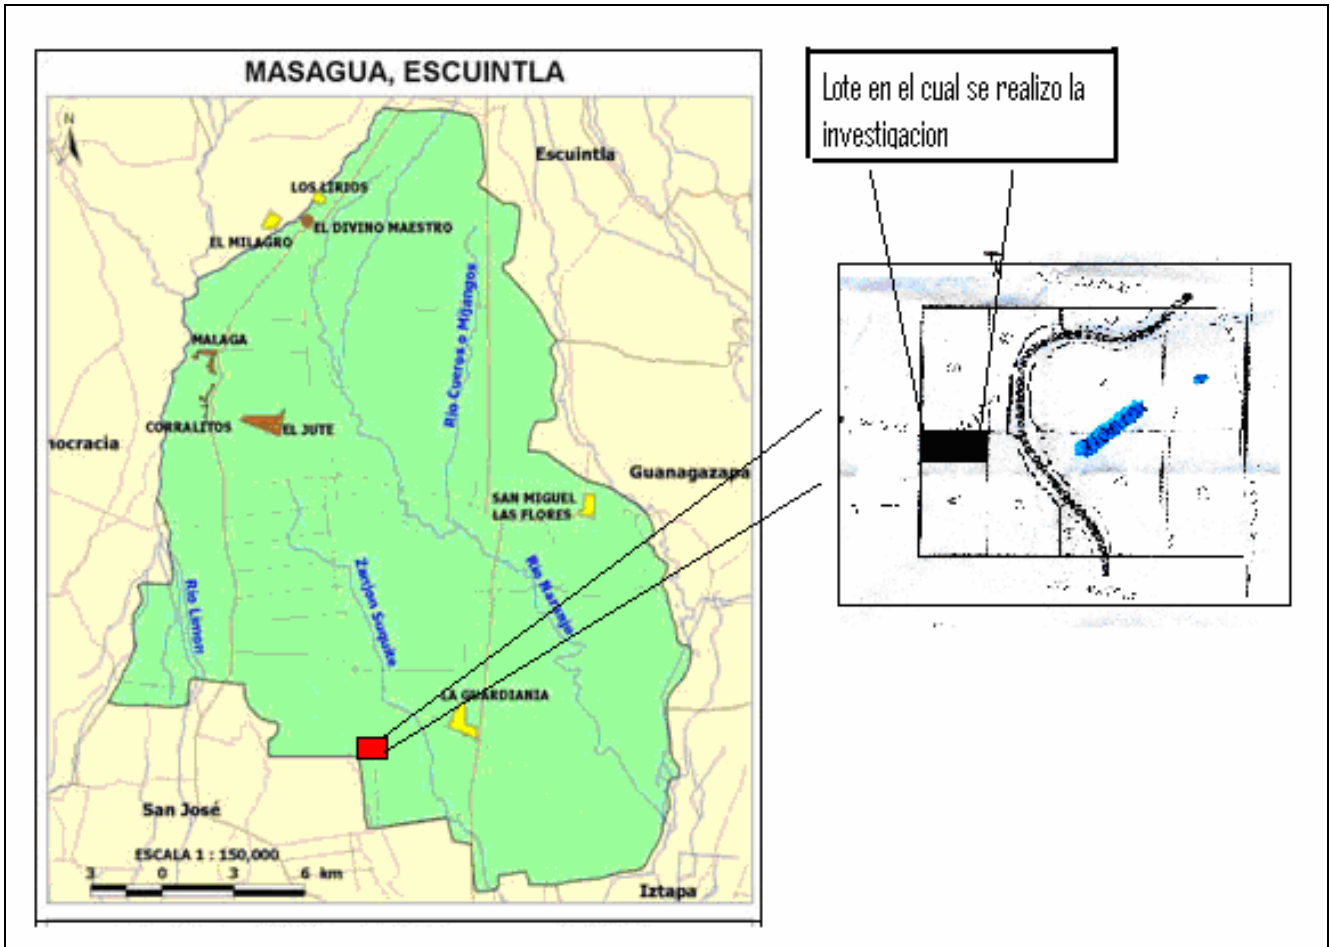 MASAGUA, ESCUINTLA
Lote en el cual se realizo la
investigacion
N
Escuintla
LOS LIRIOS
EL DIVINO MAESTRO
EL MILAGRO
Rio Cueros o Mijangos
MALAGA
CORRALITOS
EL JUTE
nocracia
Guanagazapa
SAN MIGUEL
LAS FLORES
Rio Limon
Zanjon Suquite
Rio Naranjo
LA GUARDIANIA
San José
ESCALA 1 : 150,000
3 0 3 6 km
Iztapa